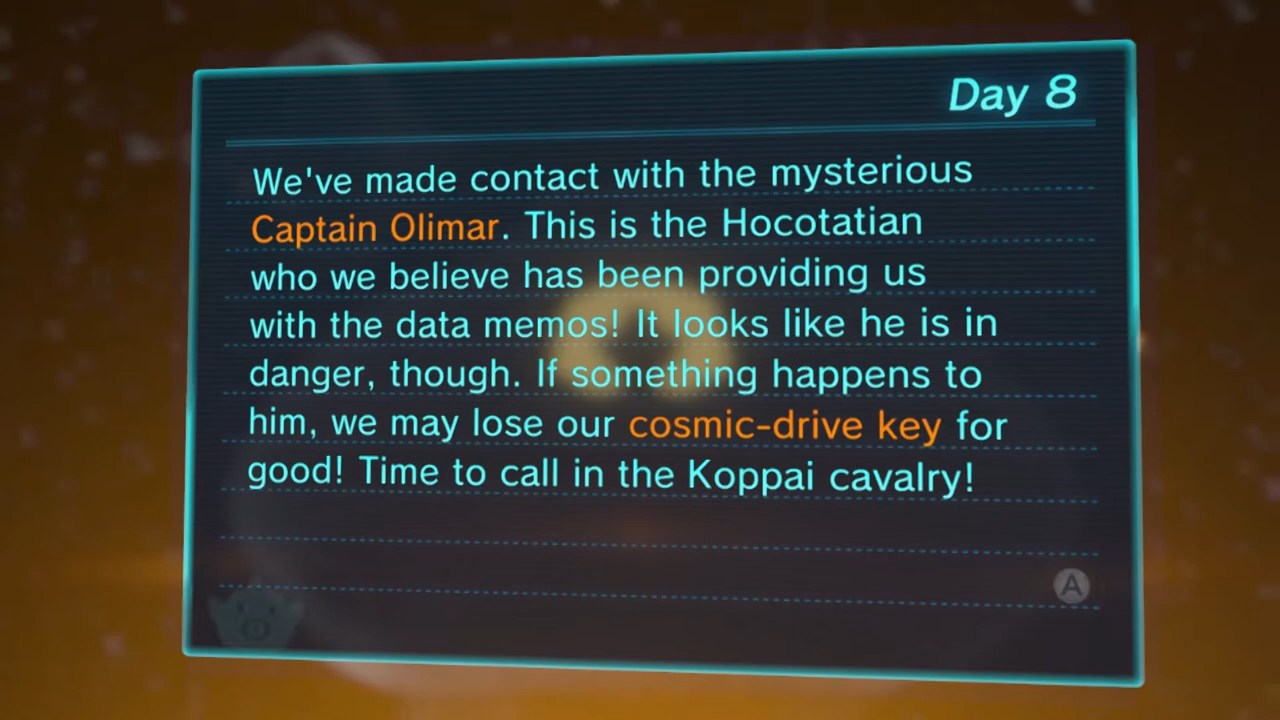 Day 8
We've made contact with the mysterious
Captain Olimar. This is the Hocotatian
who we believe has been providing us
with the data memos! It looks like he is in
danger, though. If something happens to
him, we may lose our cosmic-drive key for
good! Time to call in the Koppai cavalry!
A